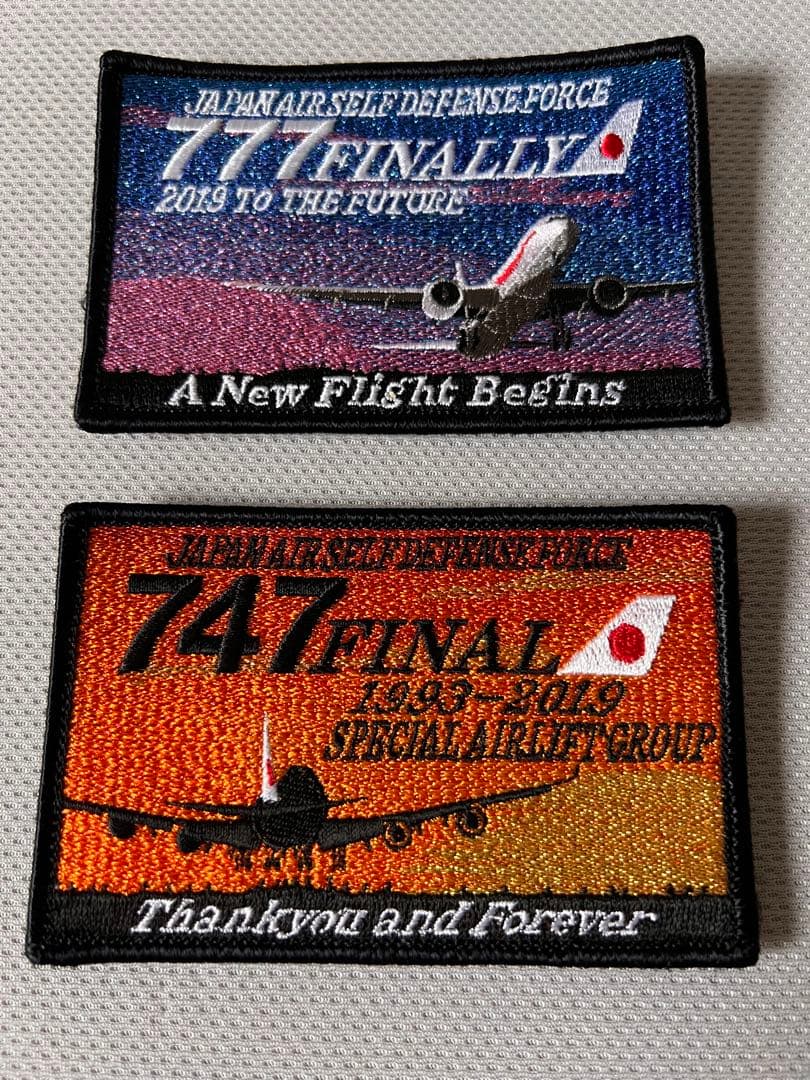 JAPAN AIR SELF DEFENSE FORCE
777 FINALLY
2019 TO THE FUTURE
A New Flight Begins
JAPAN AIR SELF DEFENSE FORCE
747 FINAL
1993-2019
SPECIAL AIRLIFT GROUP
Thankyou and Forever